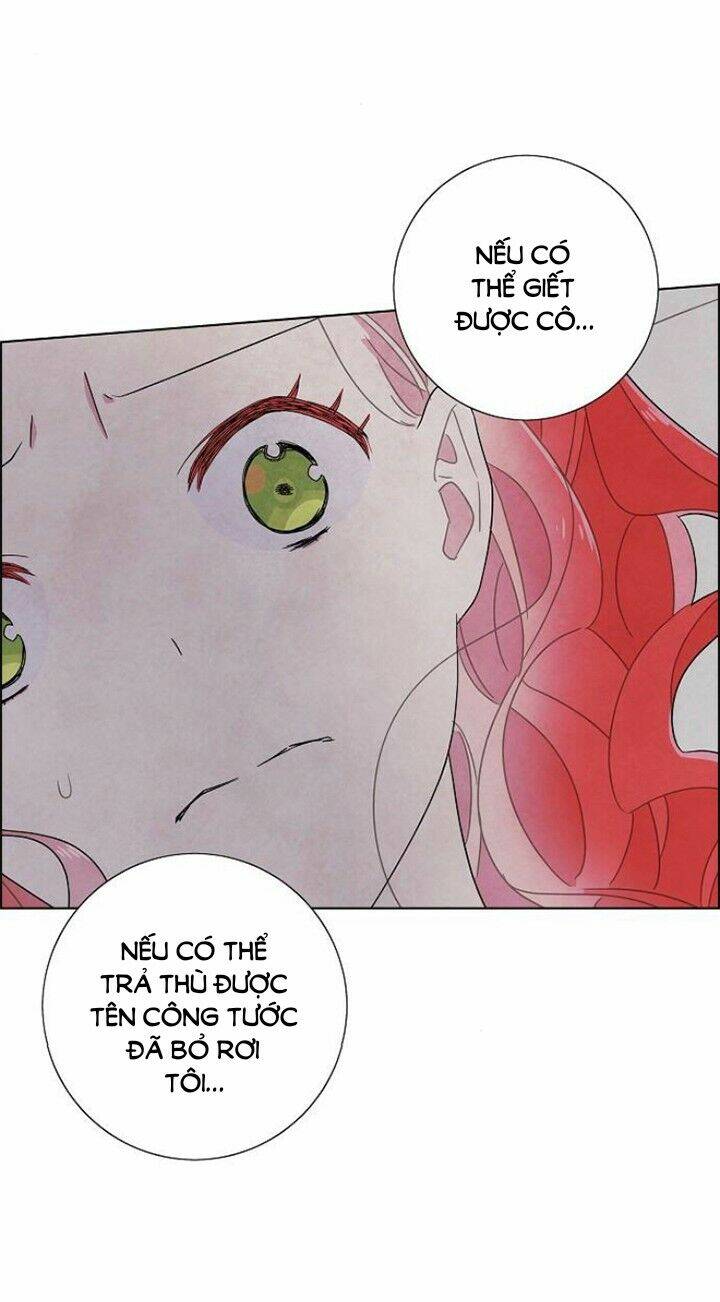 NẾU CÓ
THỂ GIẾT
ĐƯỢC CÔ...
NẾU CÓ THỂ
TRẢ THÙ ĐƯỢC
TÊN CÔNG TƯỚC
ĐÃ BỎ RƠI
TÔI...